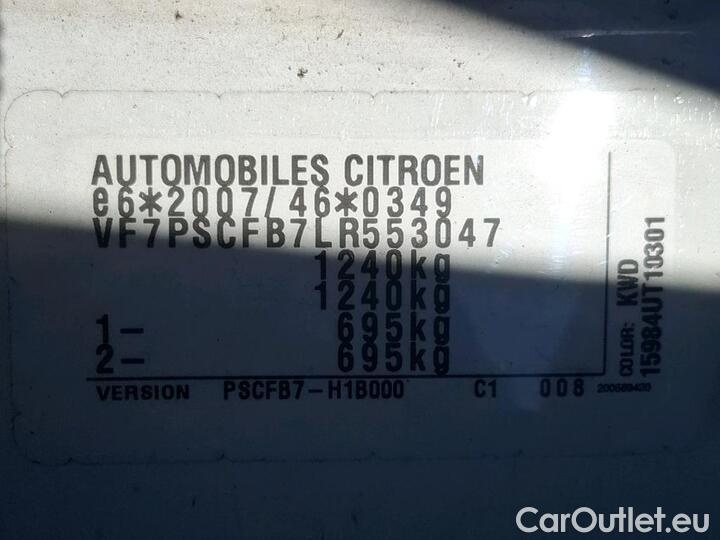 AUTOMOBILES CITROEN
e6*2007/46*0349
VF7PSCFB7LR553047
1240kg
1240kg
1- 695kg
2- 695kg
VERSION PSCFB7-H1B000 C1 008 200589420
COLOR: KWD
15984UT10301
CarOutlet.eu